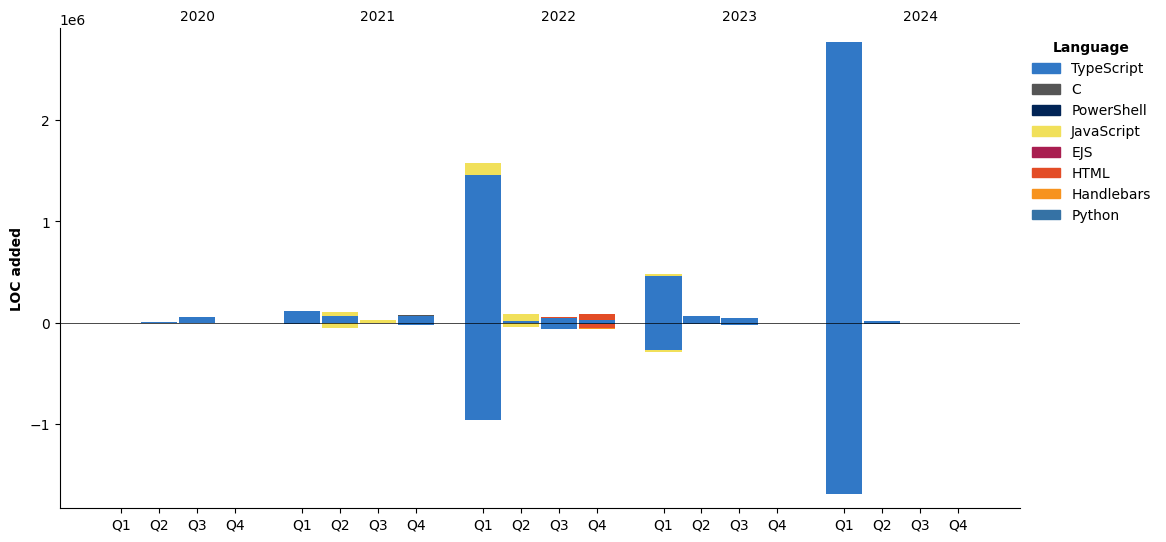 1e6
2020 2021 2022 2023 2024
Language
TypeScript
C
PowerShell
JavaScript
EJS
HTML
Handlebars
Python
LOC added
2
1
0
−1
Q1 Q2 Q3 Q4 Q1 Q2 Q3 Q4 Q1 Q2 Q3 Q4 Q1 Q2 Q3 Q4 Q1 Q2 Q3 Q4